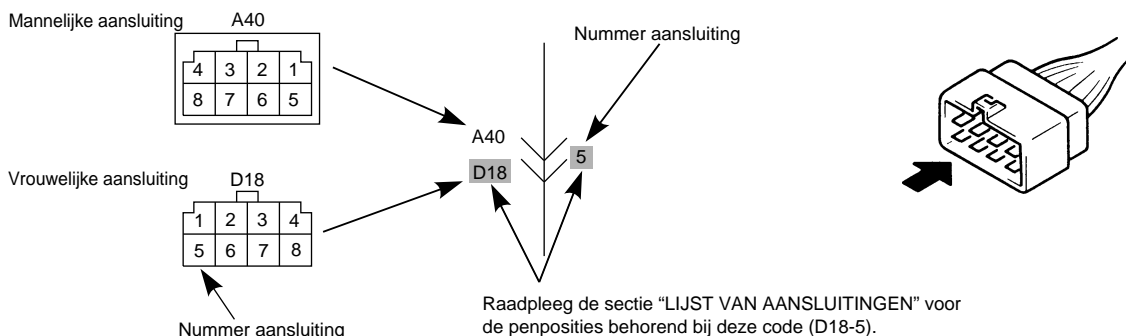 Mannelijke aansluiting
A40
4 3 2 1
8 7 6 5
Nummer aansluiting
A40
5
D18
Vrouwelijke aansluiting
D18
1 2 3 4
5 6 7 8
Nummer aansluiting
Raadpleeg de sectie “LIJST VAN AANSLUITINGEN” voor
de penposities behorend bij deze code (D18-5).